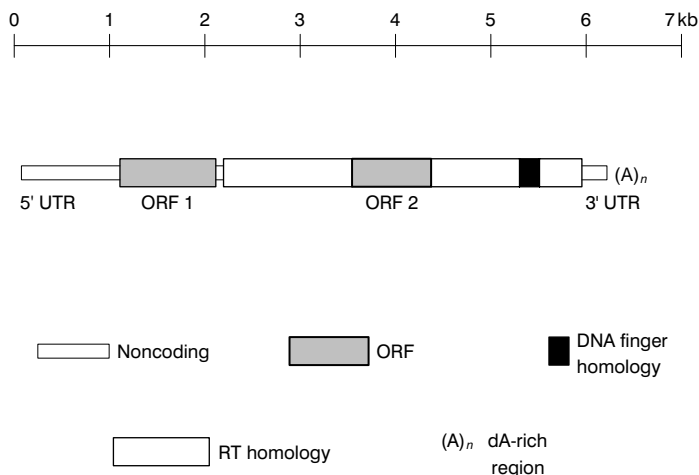 0 1 2 3 4 5 6 7 kb
(A)n
5' UTR ORF 1 ORF 2 3' UTR
Noncoding ORF DNA finger
homology
RT homology (A)n dA-rich
region